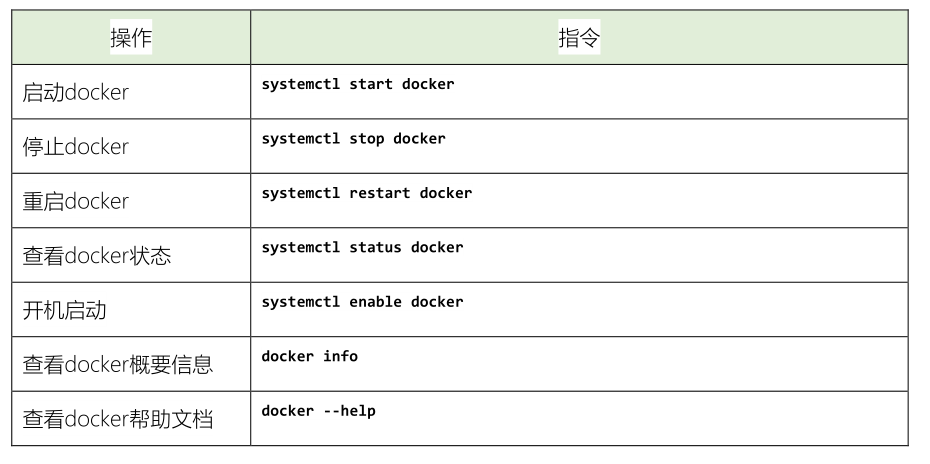 操作 指令
启动docker systemctl start docker
停止docker systemctl stop docker
重启docker systemctl restart docker
查看docker状态 systemctl status docker
开机启动 systemctl enable docker
查看docker概要信息 docker info
查看docker帮助文档 docker --help